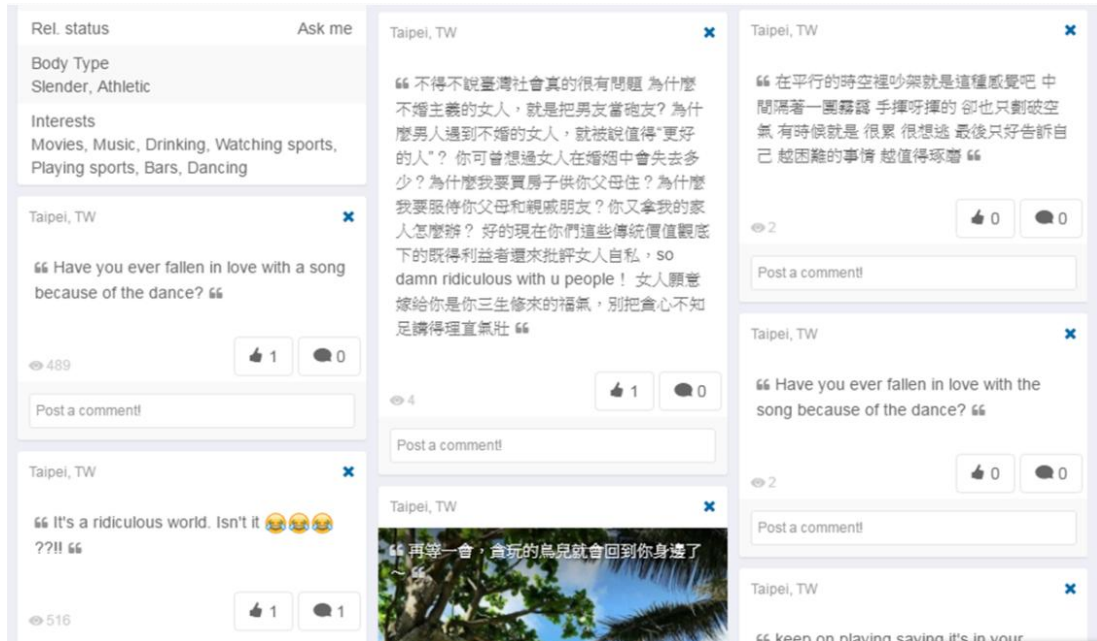 Rel. status Ask me
Body Type
Slender, Athletic
Interests
Movies, Music, Drinking, Watching sports,
Playing sports, Bars, Dancing
Taipei, TW
Have you ever fallen in love with a song
because of the dance?
489
1 0
Post a comment!
Taipei, TW
It's a ridiculous world. Isn't it 😂😂😂
??!!
516
1 1
Taipei, TW
不得不說臺灣社會真的很有問題 為什麼
不婚主義的女人,就是把男友當砲友? 為什
麼男人遇到不婚的女人,就被說值得“更好
的人”? 你可曾想過女人在婚姻中會失去多
少?為什麼我要買房子供你父母住?為什麼
我要服侍你父母和親戚朋友?你又拿我的家
人怎麼辦? 好的現在你們這些傳統價值觀底
下的既得利益者還來批評女人自私,so
damn ridiculous with u people! 女人願意
嫁給你是你三生修來的福氣,別把貪心不知
足講得理直氣壯
4
1 0
Post a comment!
Taipei, TW
再等一會,貪玩的鳥兒就會回到你身邊了
~
Taipei, TW
在平行的時空裡吵架就是這種感覺吧 中
間隔著一團霧靄 手揮呀揮的 卻也只劃破空
氣 有時候就是 很累 很想逃 最後只好告訴自
己 越困難的事情 越值得琢磨
2
0 0
Post a comment!
Taipei, TW
Have you ever fallen in love with the
song because of the dance?
2
0 0
Post a comment!
Taipei, TW
keep on playing saying it's in your